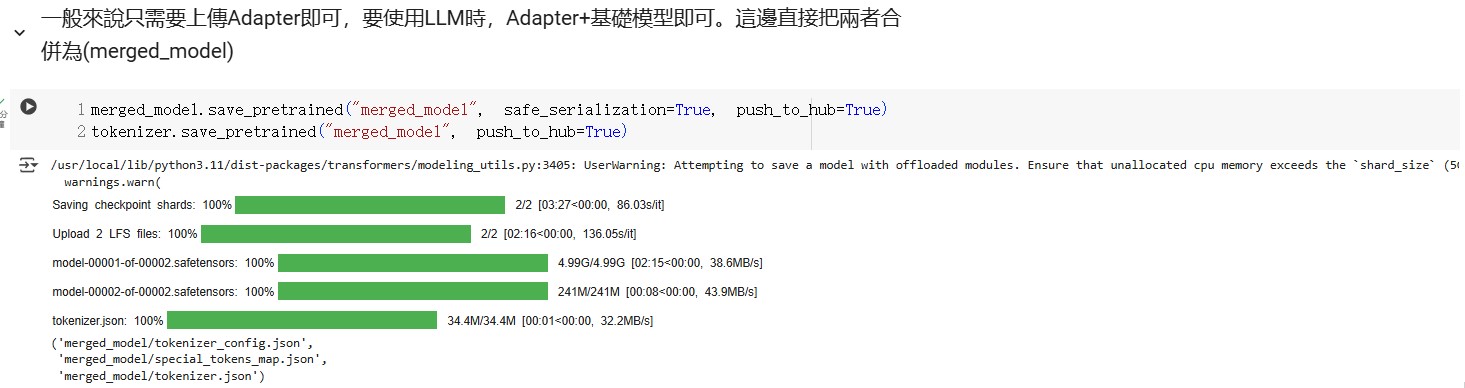 一般來說只需要上傳Adapter即可，要使用LLM時，Adapter+基礎模型即可。這邊直接把兩者合
併為(merged_model)
1 merged_model.save_pretrained("merged_model", safe_serialization=True, push_to_hub=True)
2 tokenizer.save_pretrained("merged_model", push_to_hub=True)
/usr/local/lib/python3.11/dist-packages/transformers/modeling_utils.py:3405: UserWarning: Attempting to save a model with offloaded modules. Ensure that unallocated cpu memory exceeds the `shard_size` (50
warnings.warn(
Saving checkpoint shards: 100% 2/2 [03:27<00:00, 86.03s/it]
Upload 2 LFS files: 100% 2/2 [02:16<00:00, 136.05s/it]
model-00001-of-00002.safetensors: 100% 4.99G/4.99G [02:15<00:00, 38.6MB/s]
model-00002-of-00002.safetensors: 100% 241M/241M [00:08<00:00, 43.9MB/s]
tokenizer.json: 100% 34.4M/34.4M [00:01<00:00, 32.2MB/s]
('merged_model/tokenizer_config.json',
'merged_model/special_tokens_map.json',
'merged_model/tokenizer.json')